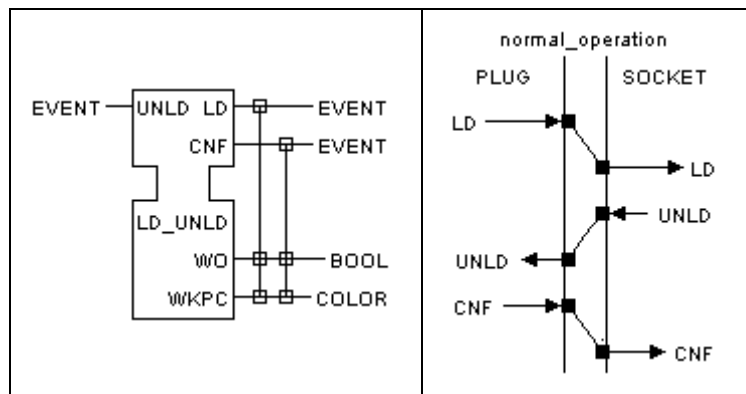 EVENT UNLD LD EVENT
CNF EVENT
LD_UNLD
WO BOOL
WKPC COLOR
normal_operation
PLUG SOCKET
LD
LD
UNLD
UNLD
CNF
CNF